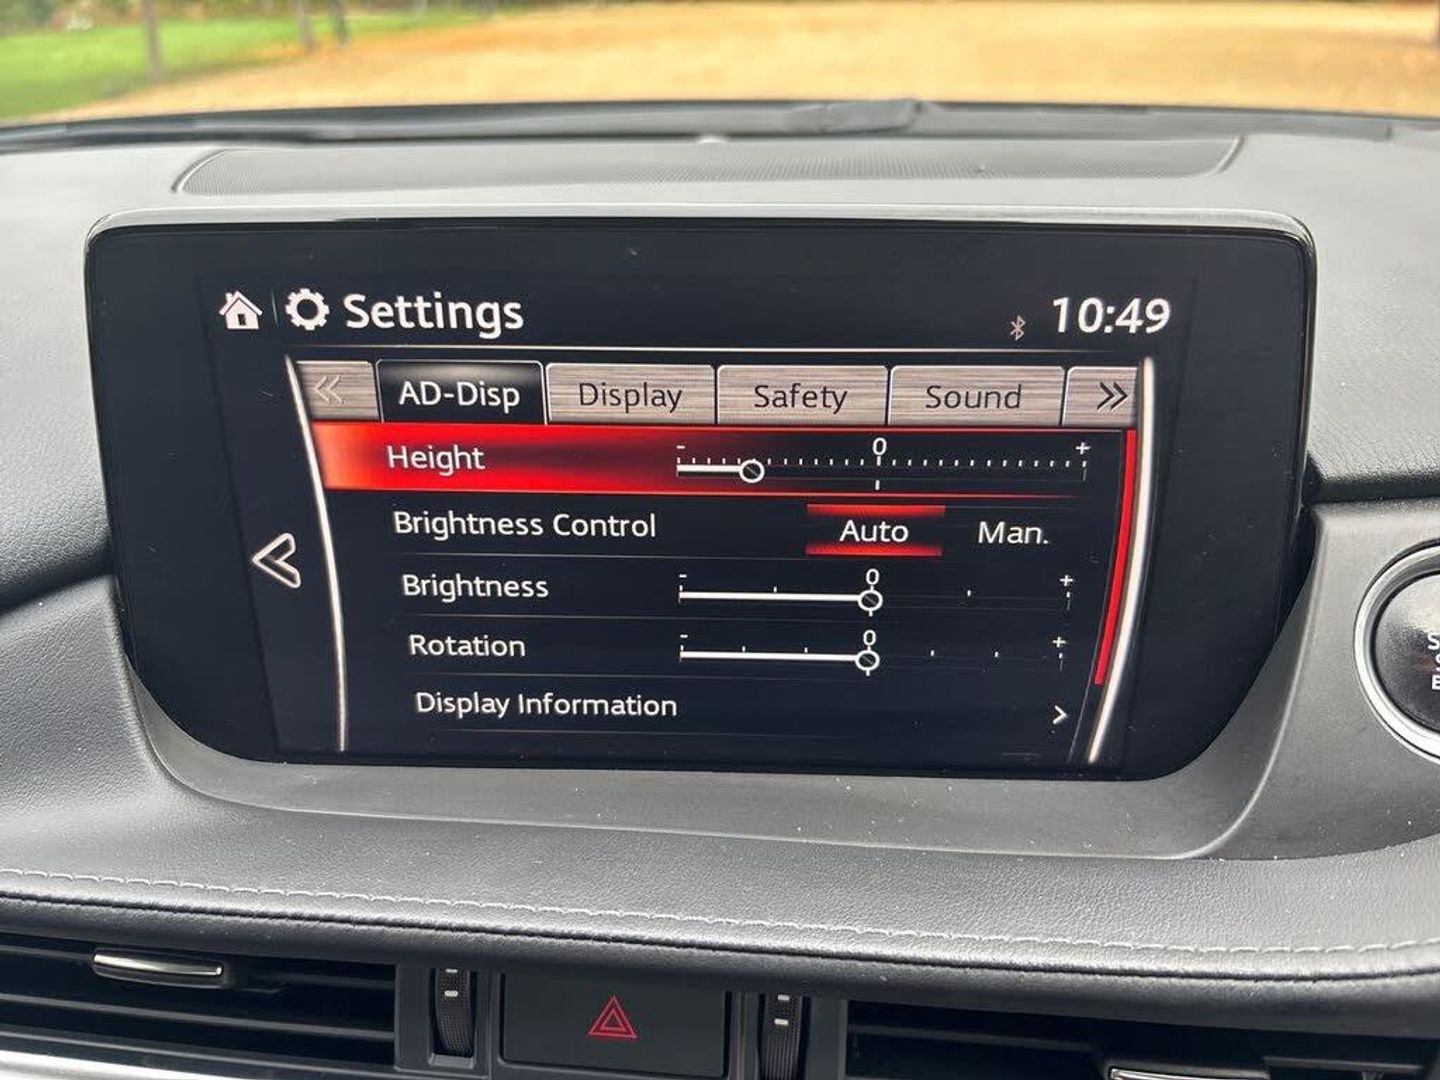 Settings
10:49
AD-Disp Display Safety Sound
Height - 0 +
Brightness Control Auto Man.
Brightness - 0 +
Rotation - 0 +
Display Information